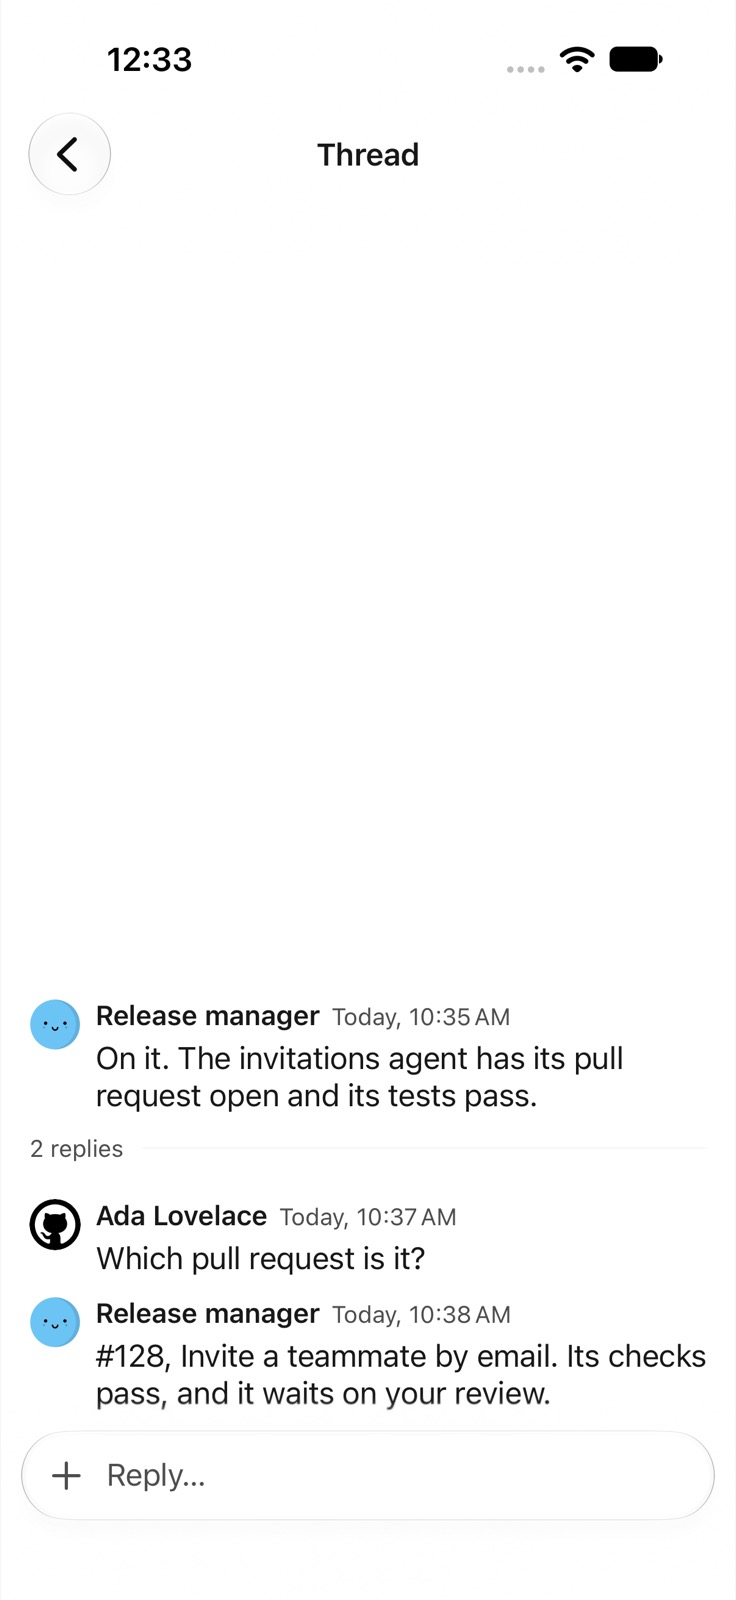 12:33
Thread
Release manager Today, 10:35 AM
On it. The invitations agent has its pull
request open and its tests pass.
2 replies
Ada Lovelace Today, 10:37 AM
Which pull request is it?
Release manager Today, 10:38 AM
#128, Invite a teammate by email. Its checks
pass, and it waits on your review.
Reply...